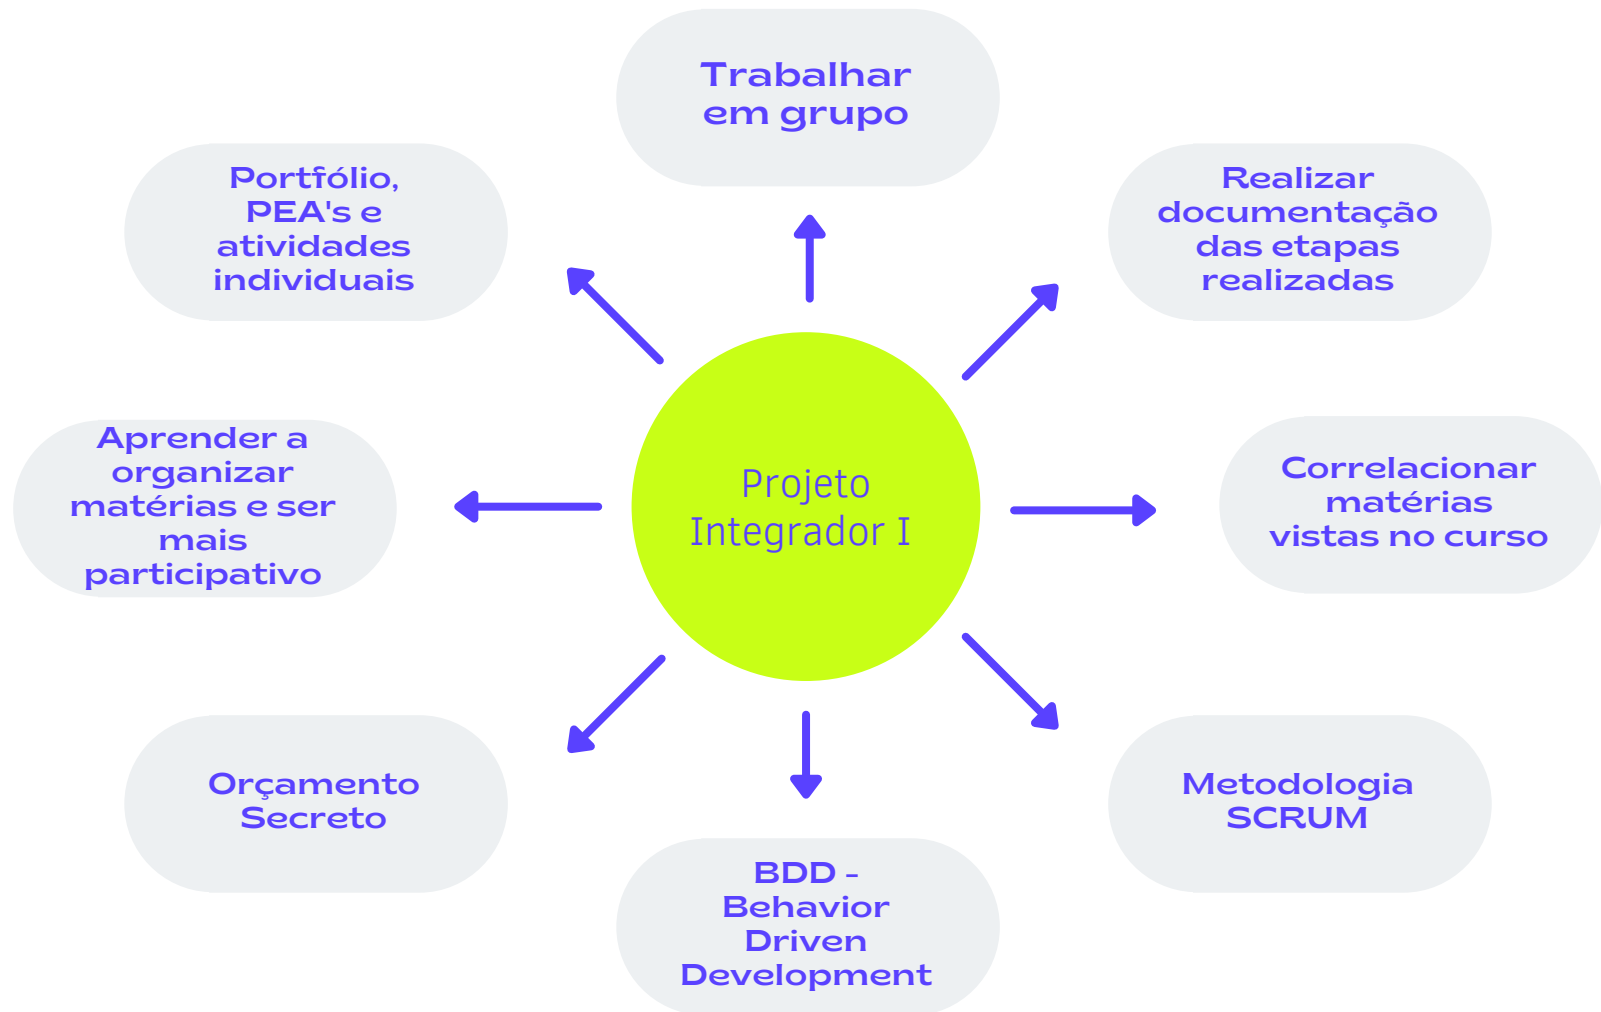 Trabalhar
em grupo
Portfólio,
PEA's e
atividades
individuais
Realizar
documentação
das etapas
realizadas
Aprender a
organizar
matérias e ser
mais
participativo
Projeto
Integrador I
Correlacionar
matérias
vistas no curso
Orçamento
Secreto
Metodologia
SCRUM
BDD -
Behavior
Driven
Development